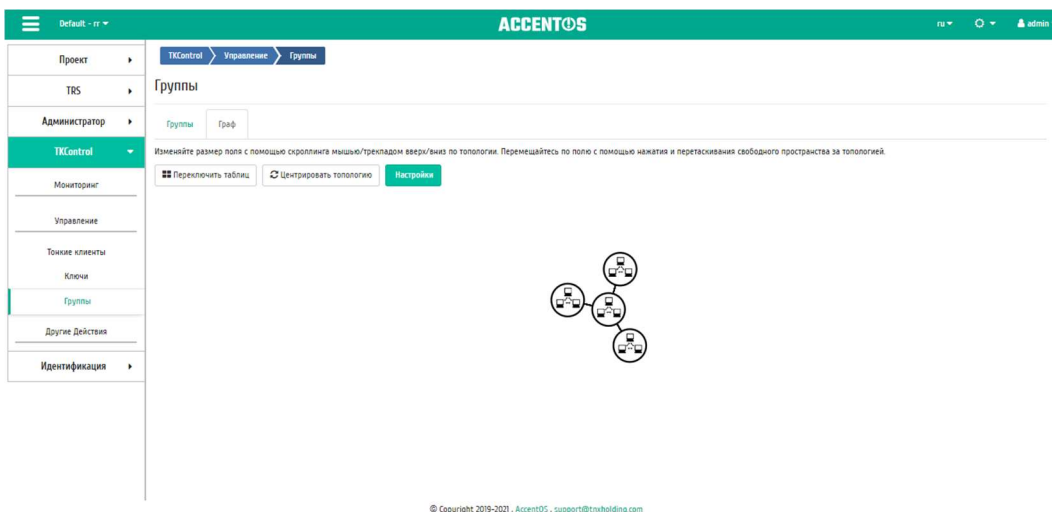 Default - rr
ACCENTOS
ru
admin
Проект
TRS
Администратор
TKControl
Мониторинг
Управление
Тонкие клиенты
Ключи
Группы
Другие Действия
Идентификация
TKControl Управление Группы
Группы
Группы Граф
Изменяйте размер поля с помощью скроллинга мышью/трекпадом вверх/вниз по топологии. Перемещайтесь по полю с помощью нажатия и перетаскивания свободного пространства за топологией.
Переключить таблиц Центрировать топологию Настройки
© Copyright 2019-2021 . AccentOS . support@tnxholding.com